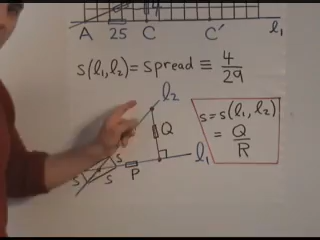 A 25 C C' l₁
s(l₁,l₂) = spread ≡ 4/29
l₂
s = s(l₁, l₂)
= Q/R
Q
l₁
s s
s P